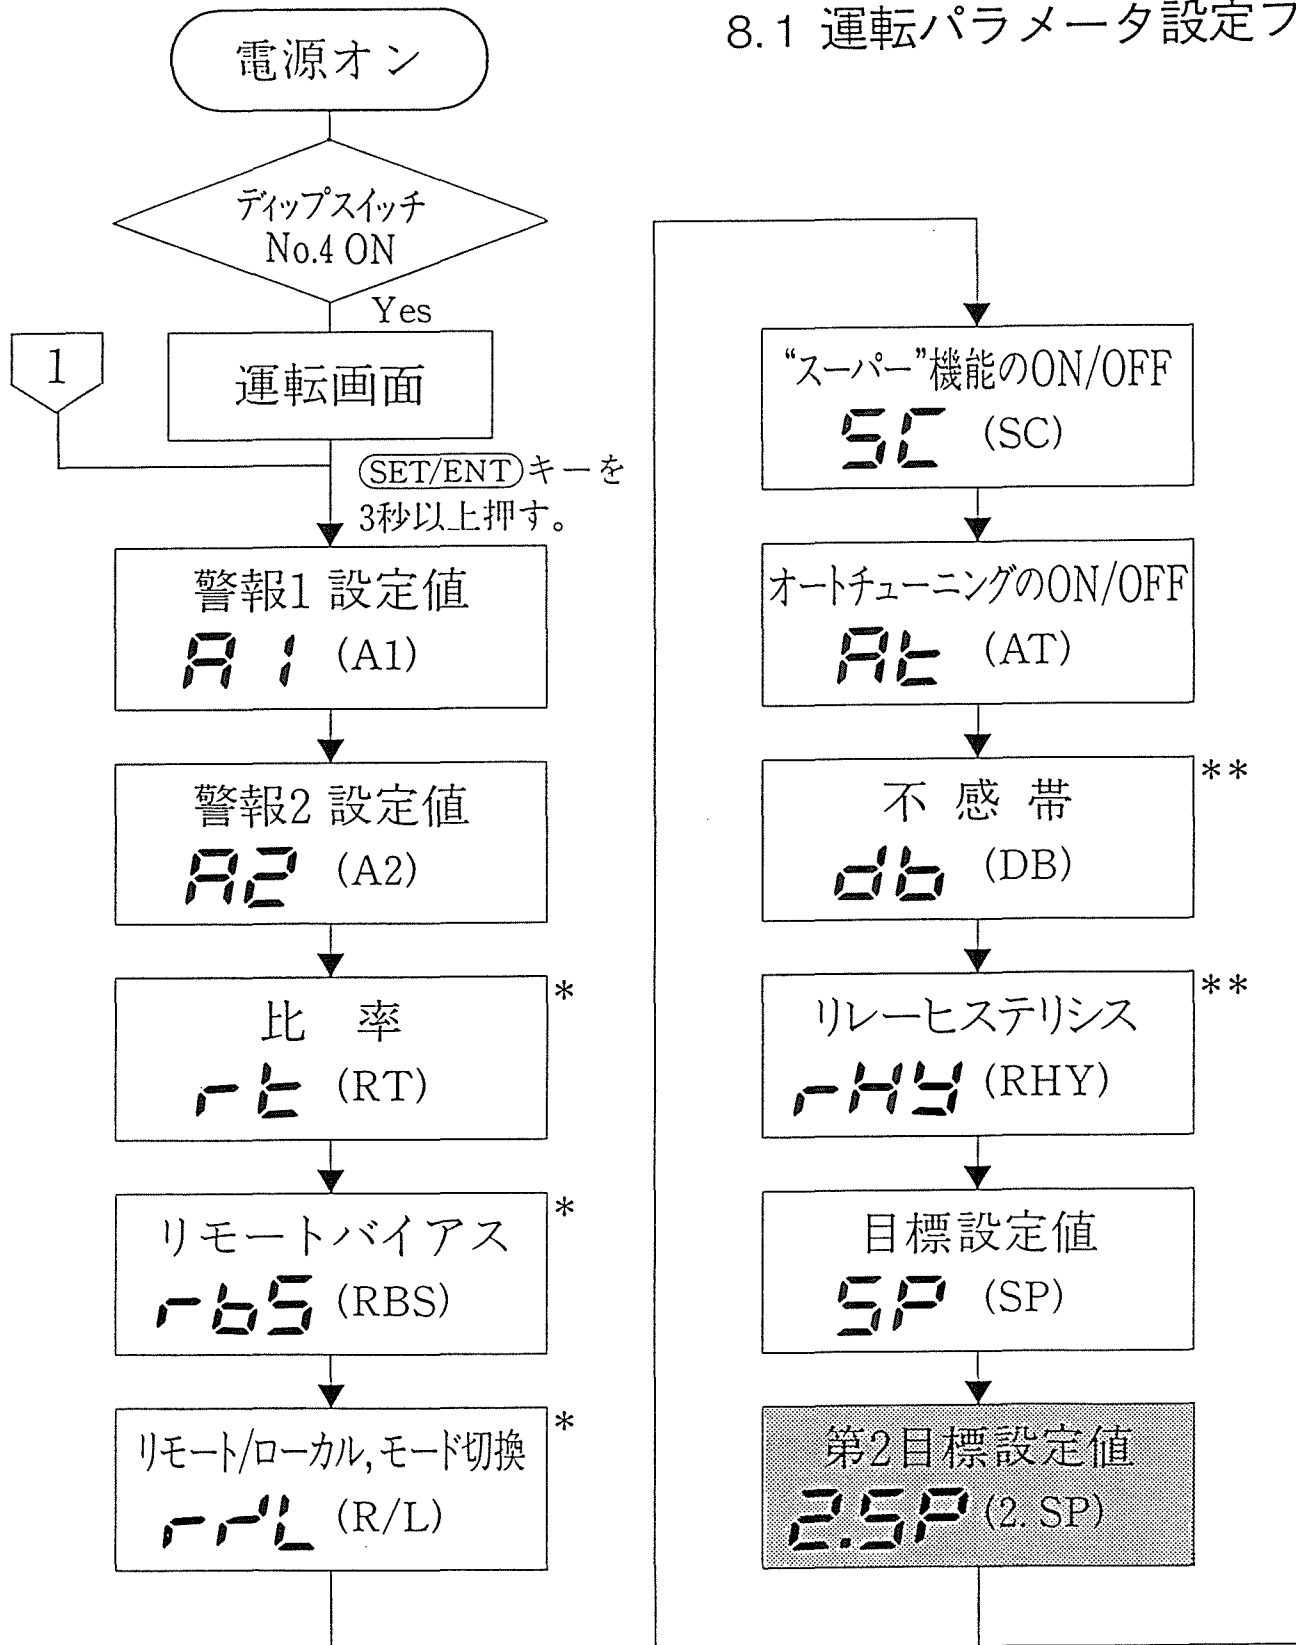 8.1 運転パラメータ設定フ
電源オン
ディップスイッチ
No.4 ON
Yes
1
運転画面
SET/ENTキーを
3秒以上押す。
警報1 設定値
A1 (A1)
警報2 設定値
A2 (A2)
比 率 *
rt (RT)
リモートバイアス *
rbS (RBS)
リモート/ローカル,モード切換 *
r/L (R/L)
“スーパー”機能のON/OFF
SC (SC)
オートチューニングのON/OFF
At (AT)
不 感 帯 **
db (DB)
リレーヒステリシス **
rHy (RHY)
目標設定値
SP (SP)
第2目標設定値
2.SP (2. SP)